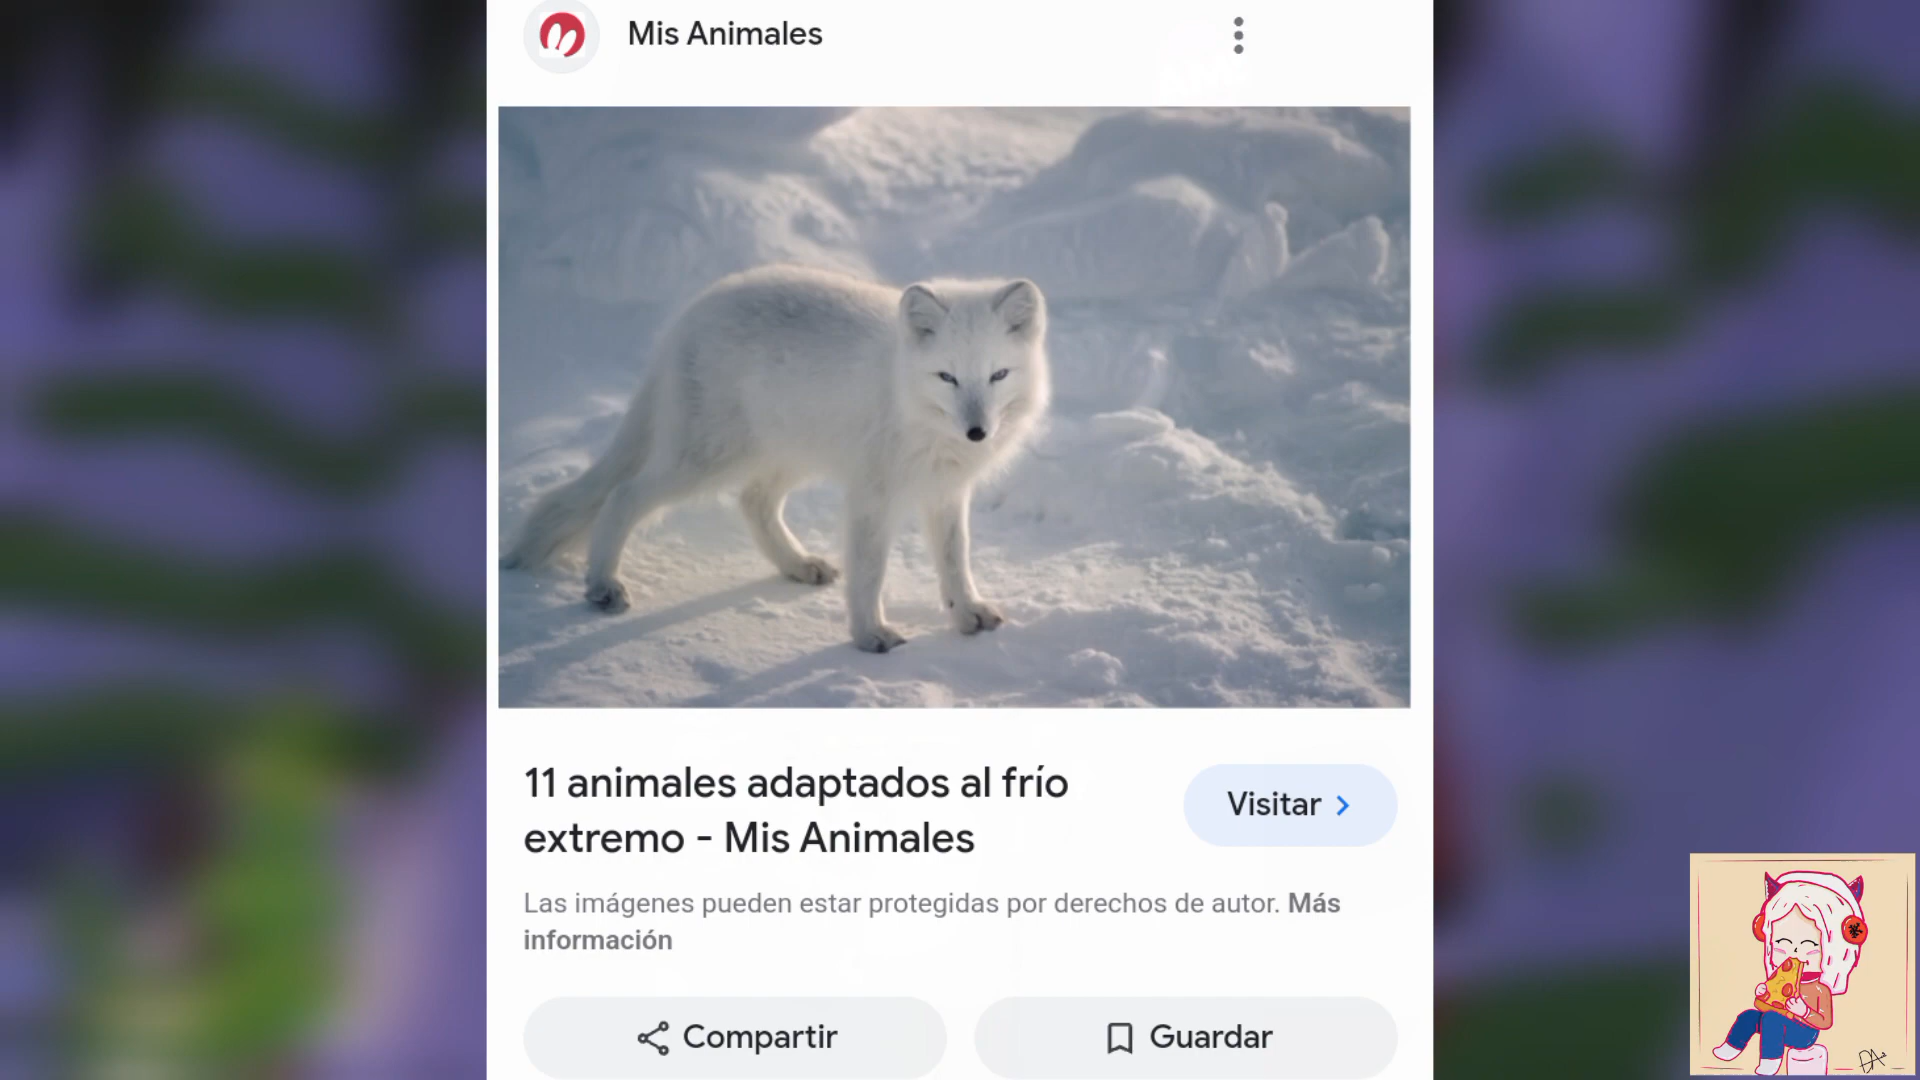 Mis Animales
11 animales adaptados al frío
extremo - Mis Animales
Visitar
Las imágenes pueden estar protegidas por derechos de autor. Más
información
Compartir
Guardar